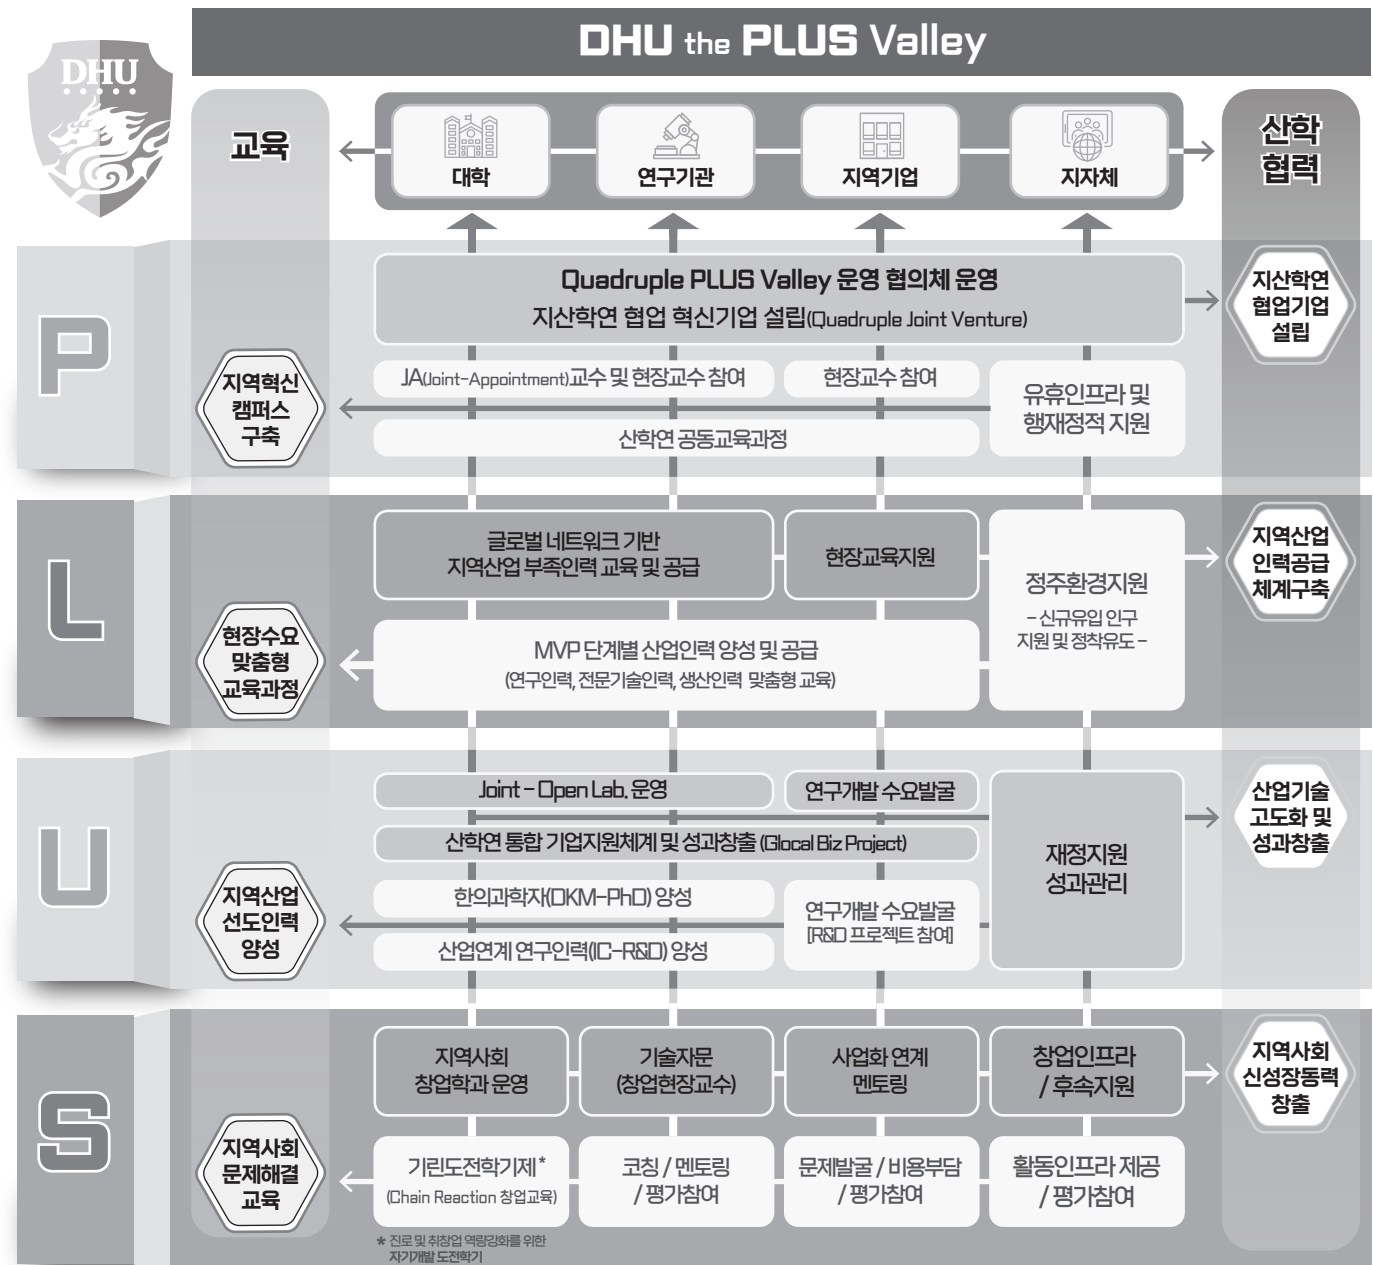 DHU the PLUS Valley
DHU
교육
대학
연구기관
지역기업
지자체
산학
협력
P
Quadruple PLUS Valley 운영 협의체 운영
지산학연 협업 혁신기업 설립(Quadruple Joint Venture)
지산학연
협업기업
설립
지역혁신
캠퍼스
구축
JA(Joint-Appointment)교수 및 현장교수 참여
현장교수 참여
산학연 공동교육과정
유휴인프라 및
행재정적 지원
L
글로벌 네트워크 기반
지역산업 부족인력 교육 및 공급
현장교육지원
정주환경지원
- 신규유입 인구
지원 및 정착유도 -
지역산업
인력공급
체계구축
현장수요
맞춤형
교육과정
MVP 단계별 산업인력 양성 및 공급
(연구인력, 전문기술인력, 생산인력 맞춤형 교육)
U
Joint - Open Lab. 운영
연구개발 수요발굴
산학연 통합 기업지원체계 및 성과창출 (Glocal Biz Project)
재정지원
성과관리
산업기술
고도화 및
성과창출
지역산업
선도인력
양성
한의과학자(DKM-PhD) 양성
산업연계 연구인력(IC-R&D) 양성
연구개발 수요발굴
[R&D 프로젝트 참여]
S
지역사회
창업학과 운영
기술자문
(창업현장교수)
사업화 연계
멘토링
창업인프라
/ 후속지원
지역사회
신성장동력
창출
지역사회
문제해결
교육
기린도전학기제*
(Chain Reaction 창업교육)
코칭 / 멘토링
/ 평가참여
문제발굴 / 비용부담
/ 평가참여
활동인프라 제공
/ 평가참여
* 진로 및 취창업 역량강화를 위한
자기개발 도전학기